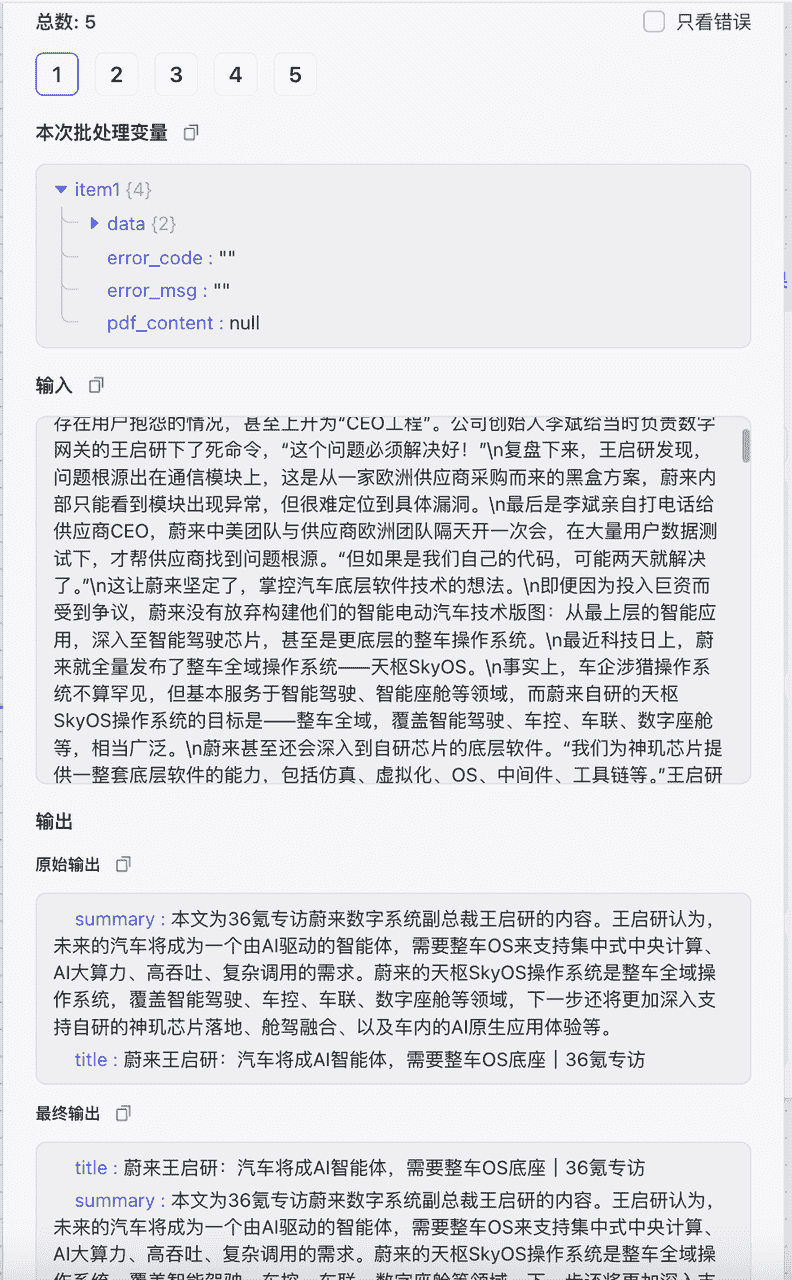 总数: 5
只看错误
1 2 3 4 5
本次批处理变量
item1 {4}
data {2}
error_code : ""
error_msg : ""
pdf_content : null
输入
存在用户抱怨的情况，甚至上升为“CEO工程”。公司创始人李斌给当时负责数字
网关的王启研下了死命令，“这个问题必须解决好！”\n复盘下来，王启研发现，
问题根源出在通信模块上，这是从一家欧洲供应商采购而来的黑盒方案，蔚来内
部只能看到模块出现异常，但很难定位到具体漏洞。\n最后是李斌亲自打电话给
供应商CEO，蔚来中美团队与供应商欧洲团队隔天开一次会，在大量用户数据测
试下，才帮供应商找到问题根源。“但如果是我们自己的代码，可能两天就解决
了。”\n这让蔚来坚定了，掌控汽车底层软件技术的想法。\n即便因为投入巨资而
受到争议，蔚来没有放弃构建他们的智能电动汽车技术版图：从最上层的智能应
用，深入至智能驾驶芯片，甚至是更底层的整车操作系统。\n最近科技日上，蔚
来就全量发布了整车全域操作系统——天枢SkyOS。\n事实上，车企涉猎操作系
统不算罕见，但基本服务于智能驾驶、智能座舱等领域，而蔚来自研的天枢
SkyOS操作系统的目标是——整车全域，覆盖智能驾驶、车控、车联、数字座舱
等，相当广泛。\n蔚来甚至还会深入到自研芯片的底层软件。“我们为神玑芯片提
供一整套底层软件的能力，包括仿真、虚拟化、OS、中间件、工具链等。”王启研
输出
原始输出
summary : 本文为36氪专访蔚来数字系统副总裁王启研的内容。王启研认为，
未来的汽车将成为一个由AI驱动的智能体，需要整车OS来支持集中式中央计算、
AI大算力、高吞吐、复杂调用的需求。蔚来的天枢SkyOS操作系统是整车全域操
作系统，覆盖智能驾驶、车控、车联、数字座舱等领域，下一步还将更加深入支
持自研的神玑芯片落地、舱驾融合、以及车内的AI原生应用体验等。
title : 蔚来王启研：汽车将成AI智能体，需要整车OS底座｜36氪专访
最终输出
title : 蔚来王启研：汽车将成AI智能体，需要整车OS底座｜36氪专访
summary : 本文为36氪专访蔚来数字系统副总裁王启研的内容。王启研认为，
未来的汽车将成为一个由AI驱动的智能体，需要整车OS来支持集中式中央计算、
AI大算力、高吞吐、复杂调用的需求。蔚来的天枢SkyOS操作系统是整车全域操